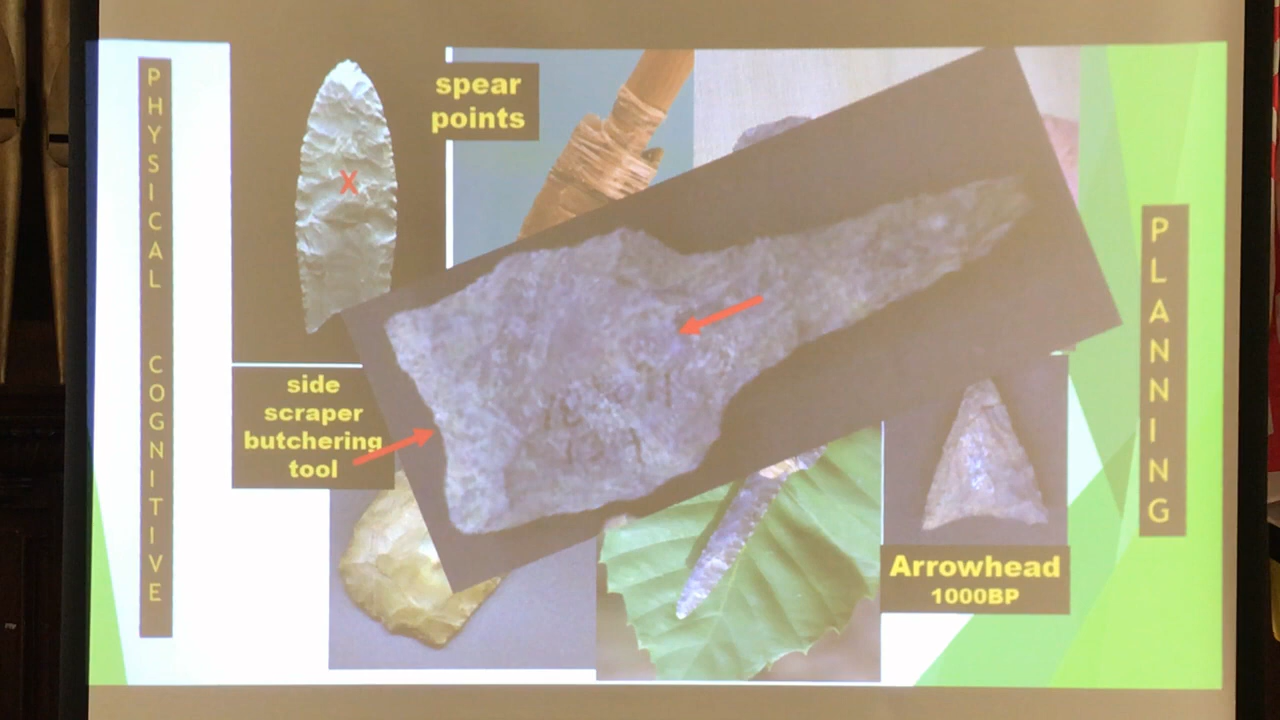 PHYSICAL COGNITIVE
spear
points
X
side
scraper
butchering
tool
PLANNING
Arrowhead
1000BP